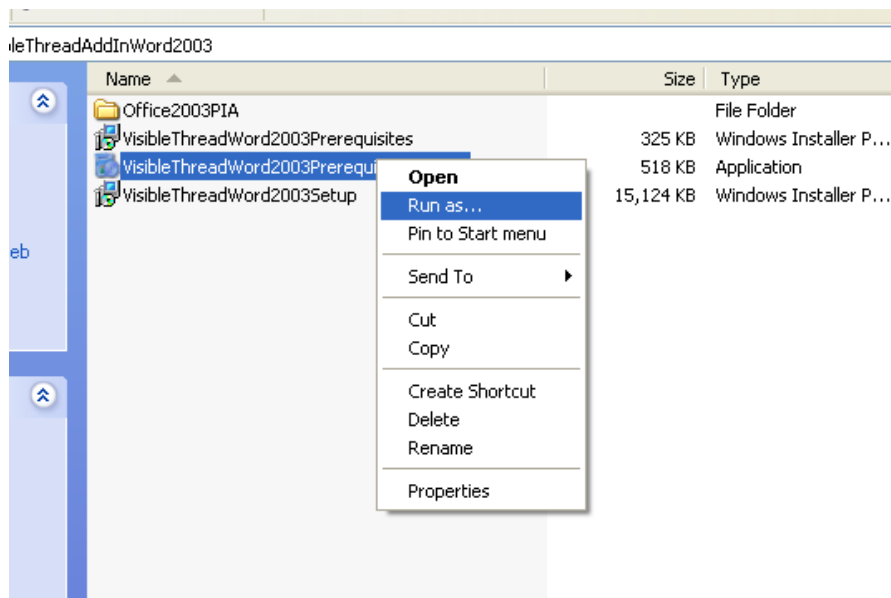 leThreadAddInWord2003
Name Size Type
Office2003PIA File Folder
VisibleThreadWord2003Prerequisites 325 KB Windows Installer P...
VisibleThreadWord2003Prerequi 518 KB Application
VisibleThreadWord2003Setup 15,124 KB Windows Installer P...
Open
Run as...
Pin to Start menu
Send To
Cut
Copy
Create Shortcut
Delete
Rename
Properties
eb